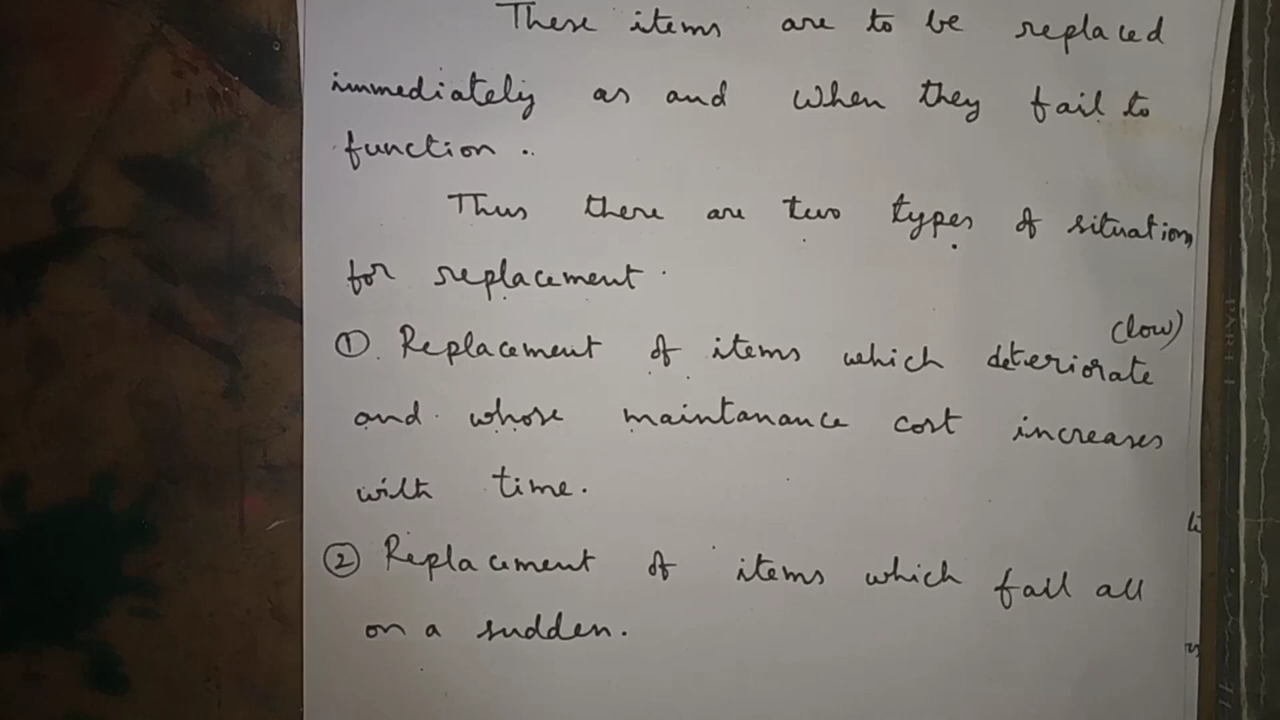 These items are to be replaced
immediately as and when they fail to
function ..
Thus there are two types of situation,
for replacement.
(low)
① Replacement of items which deteriorate
and whose maintanance cost increases
with time.
② Replacement of items which fall all
on a sudden.